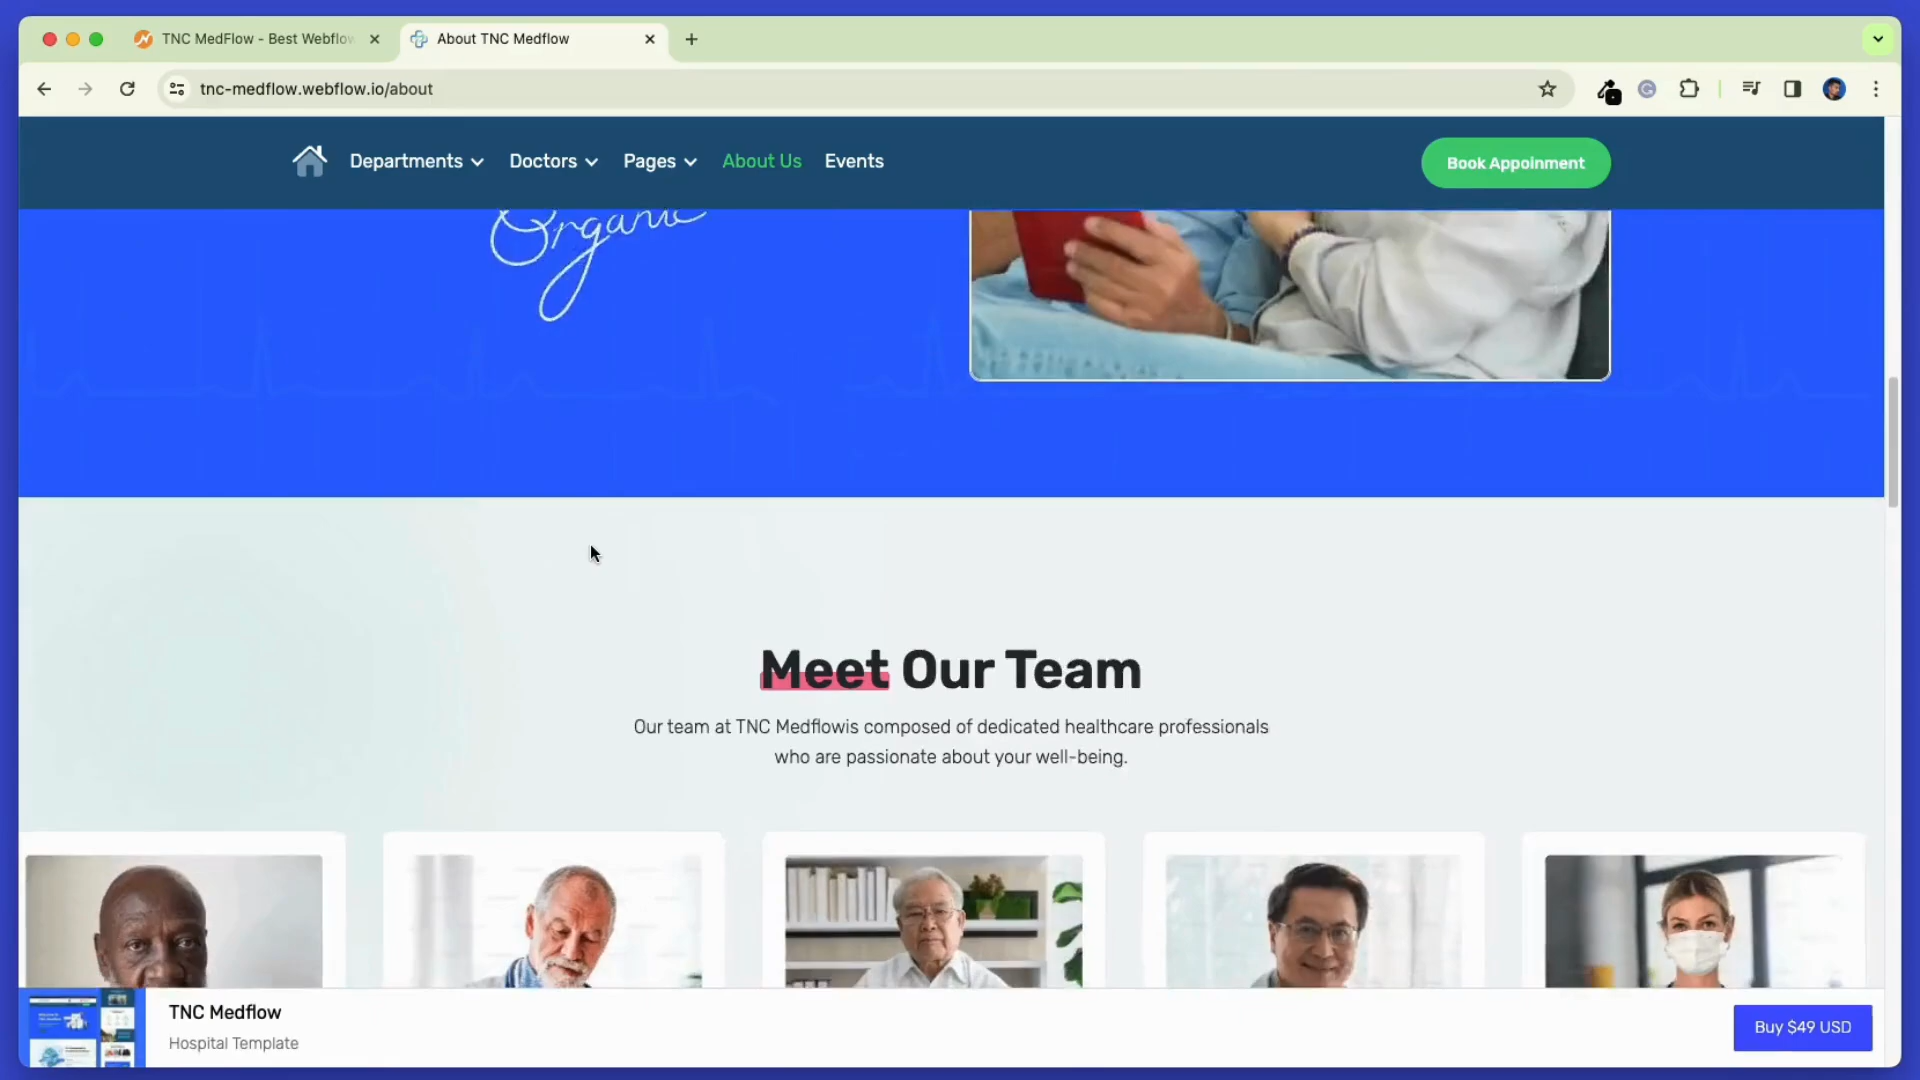 TNC MedFlow - Best Webflow
About TNC Medflow
tnc-medflow.webflow.io/about
Departments
Doctors
Pages
About Us
Events
Book Appoinment
Organic
Meet Our Team
Our team at TNC Medflowis composed of dedicated healthcare professionals
who are passionate about your well-being.
TNC Medflow
Hospital Template
Buy $49 USD